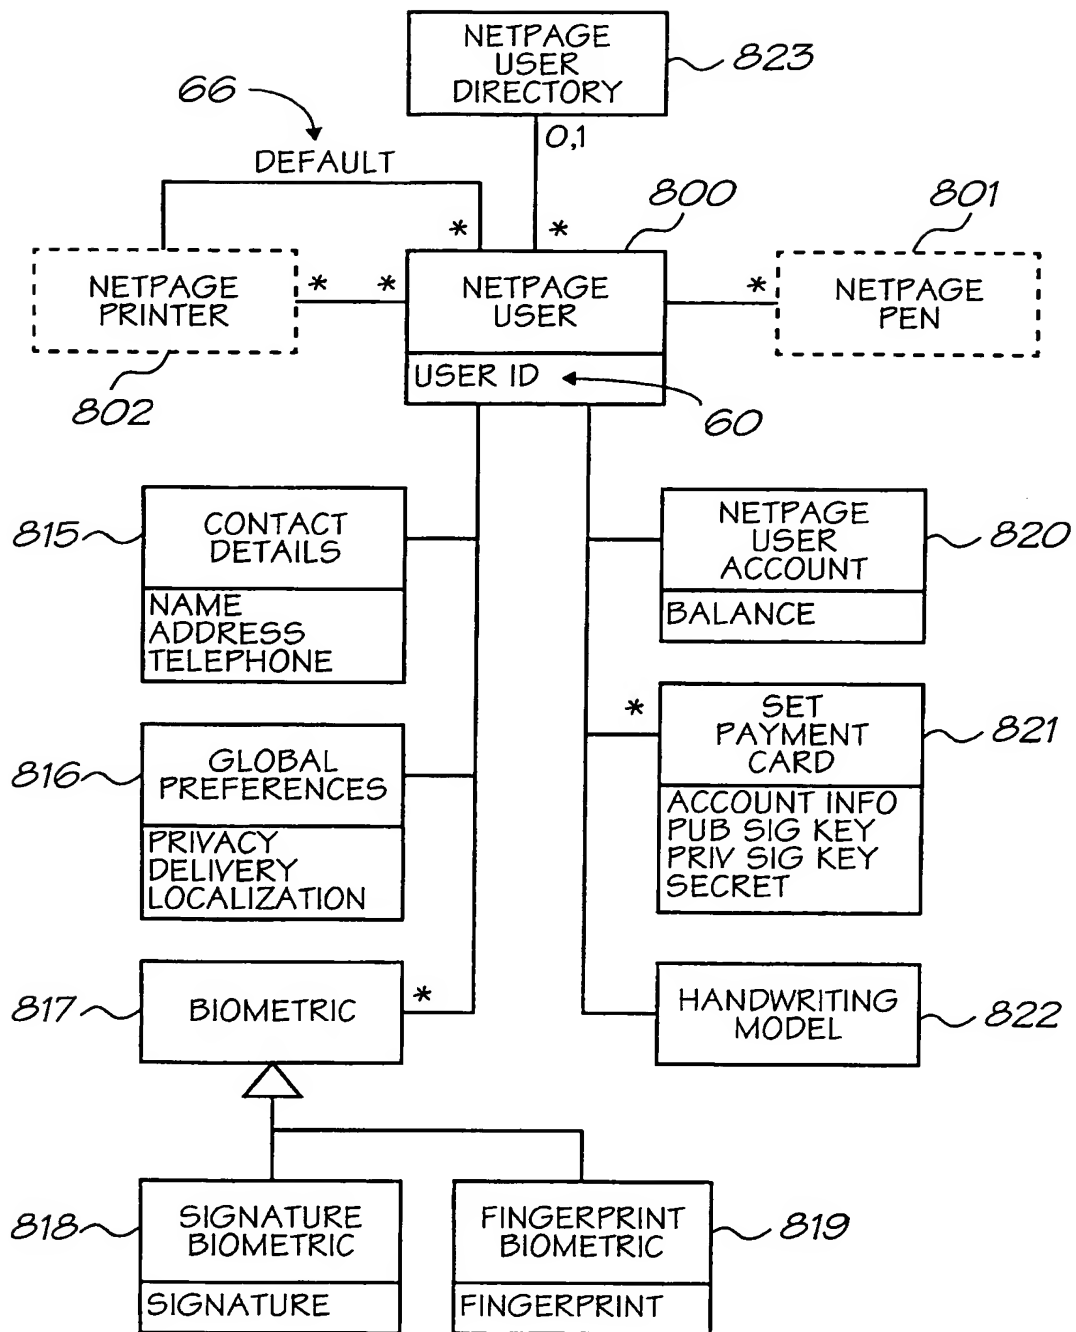 NETPAGE
USER
DIRECTORY
823
66
0,1
DEFAULT
800
801
*
*
NETPAGE
PRINTER
*
*
NETPAGE
USER
*
NETPAGE
PEN
802
USER ID
60
815
CONTACT
DETAILS
NAME
ADDRESS
TELEPHONE
NETPAGE
USER
ACCOUNT
820
BALANCE
816
GLOBAL
PREFERENCES
PRIVACY
DELIVERY
LOCALIZATION
*
SET
PAYMENT
CARD
821
ACCOUNT INFO
PUB SIG KEY
PRIV SIG KEY
SECRET
817
BIOMETRIC
*
HANDWRITING
MODEL
822
818
SIGNATURE
BIOMETRIC
SIGNATURE
FINGERPRINT
BIOMETRIC
819
FINGERPRINT